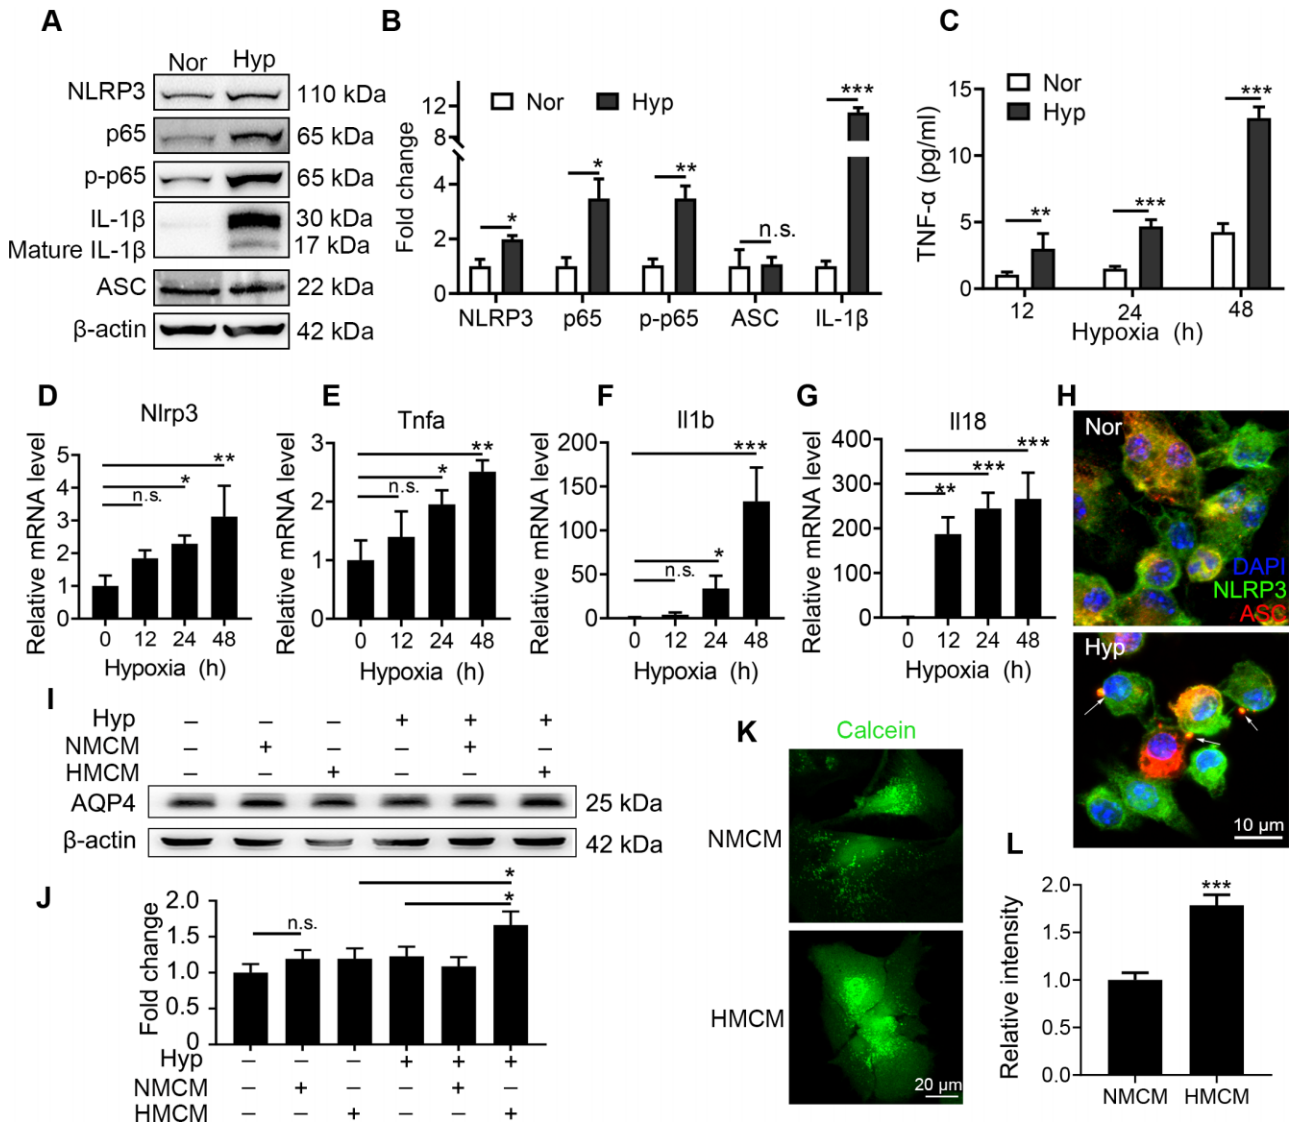 A
Nor Hyp
NLRP3 110 kDa
p65 65 kDa
p-p65 65 kDa
IL-1β 30 kDa
Mature IL-1β 17 kDa
ASC 22 kDa
β-actin 42 kDa
B
Nor Hyp
Fold change
12
8
4
2
0
* * ** n.s. ***
NLRP3 p65 p-p65 ASC IL-1β
C
Nor
Hyp
TNF-α (pg/ml)
15
10
5
0
** *** ***
12 24 48
Hypoxia (h)
D
Nlrp3
Relative mRNA level
5
4
3
2
1
0
**
*
n.s.
0 12 24 48
Hypoxia (h)
E
Tnfa
Relative mRNA level
3
2
1
0
**
*
n.s.
0 12 24 48
Hypoxia (h)
F
Il1b
Relative mRNA level
200
150
100
50
0
***
*
n.s.
0 12 24 48
Hypoxia (h)
G
Il18
Relative mRNA level
400
300
200
100
0
***
***
**
0 12 24 48
Hypoxia (h)
H
Nor
DAPI
NLRP3
ASC
Hyp
10 μm
I
Hyp – – – + + +
NMCM – + – – + –
HMCM – – + – – +
AQP4 25 kDa
β-actin 42 kDa
J
Fold change
2.0
1.5
1.0
0.5
0
n.s.
*
*
Hyp – – – + + +
NMCM – + – – + –
HMCM – – + – – +
K
Calcein
NMCM
HMCM
20 μm
L
Relative intensity
2.0
1.5
1.0
0.5
0.0
***
NMCM HMCM